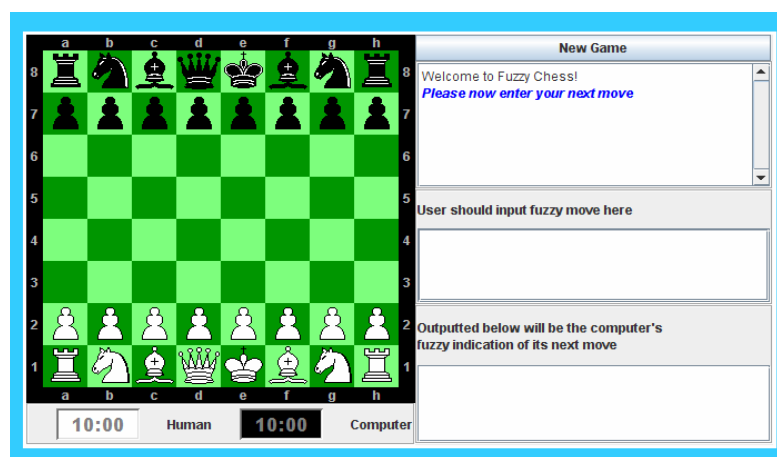 a b c d e f g h
New Game
8 8
Welcome to Fuzzy Chess!
Please now enter your next move
7 7
6 6
5 5
User should input fuzzy move here
4 4
3 3
2 2
Outputted below will be the computer's
fuzzy indication of its next move
1 1
a b c d e f g h
10:00 Human 10:00 Computer